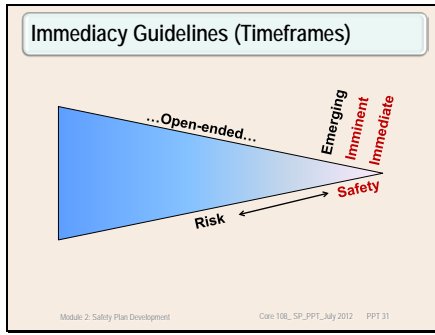 Immediacy Guidelines (Timeframes)
…Open-ended…
Emerging
Imminent
Immediate
Safety
Risk
Module 2: Safety Plan Development
Core 108_ SP_PPT_July 2012 PPT 31